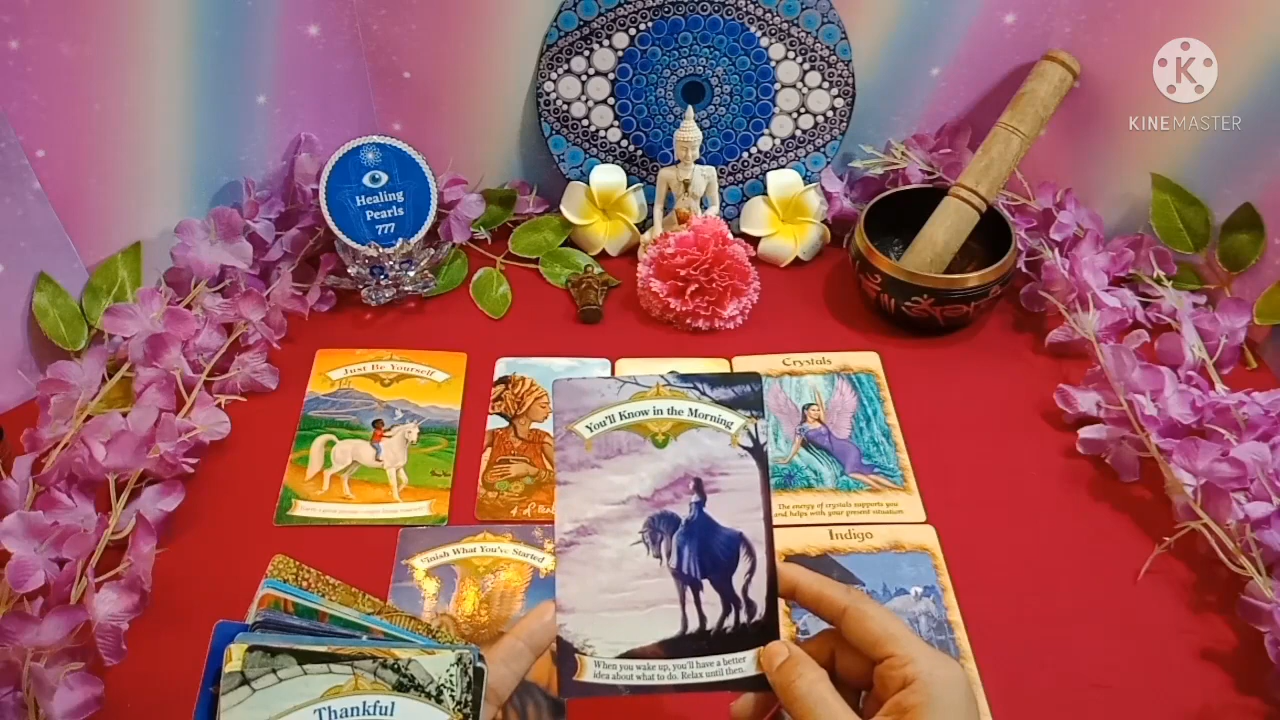 KINEMASTER
Healing
Pearls
777
Just Be Yourself
Crystals
You'll Know in the Morning
The energy of crystals supports you
and helps with your present situation
Indigo
Finish What You've Started
When you wake up, you'll have a better
idea about what to do. Relax until then.
Thankful